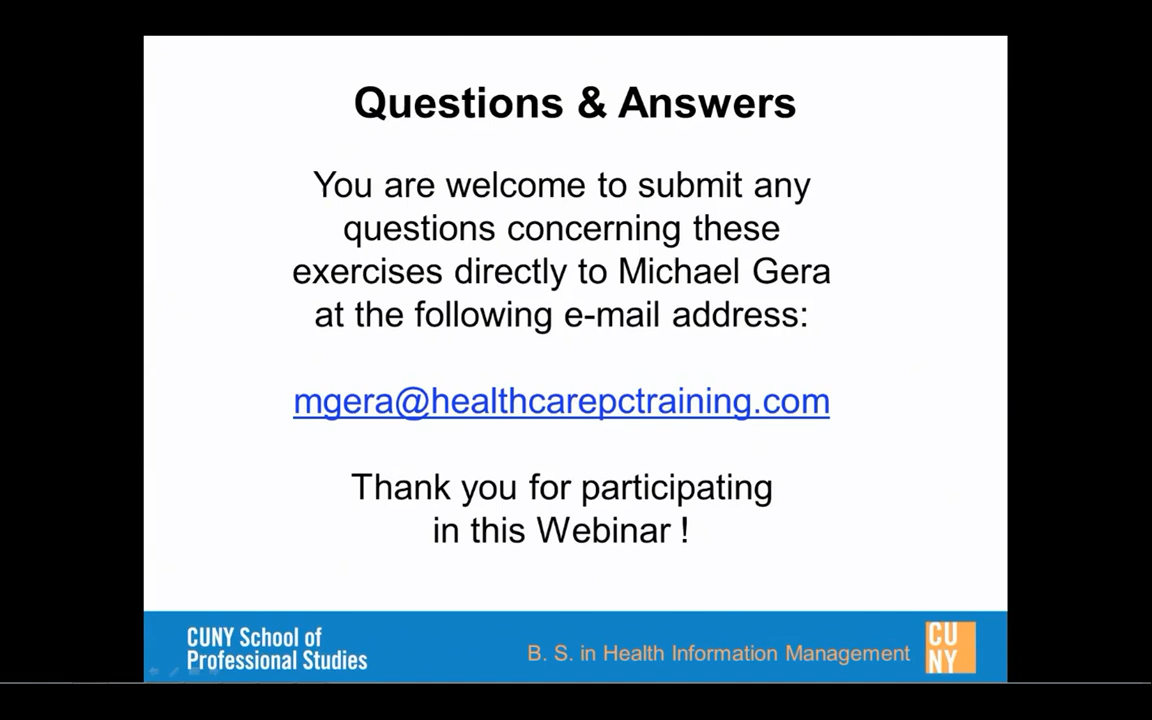 Questions & Answers
You are welcome to submit any
questions concerning these
exercises directly to Michael Gera
at the following e-mail address:
mgera@healthcarepctraining.com
Thank you for participating
in this Webinar !
CUNY School of
Professional Studies
B. S. in Health Information Management
CU
NY